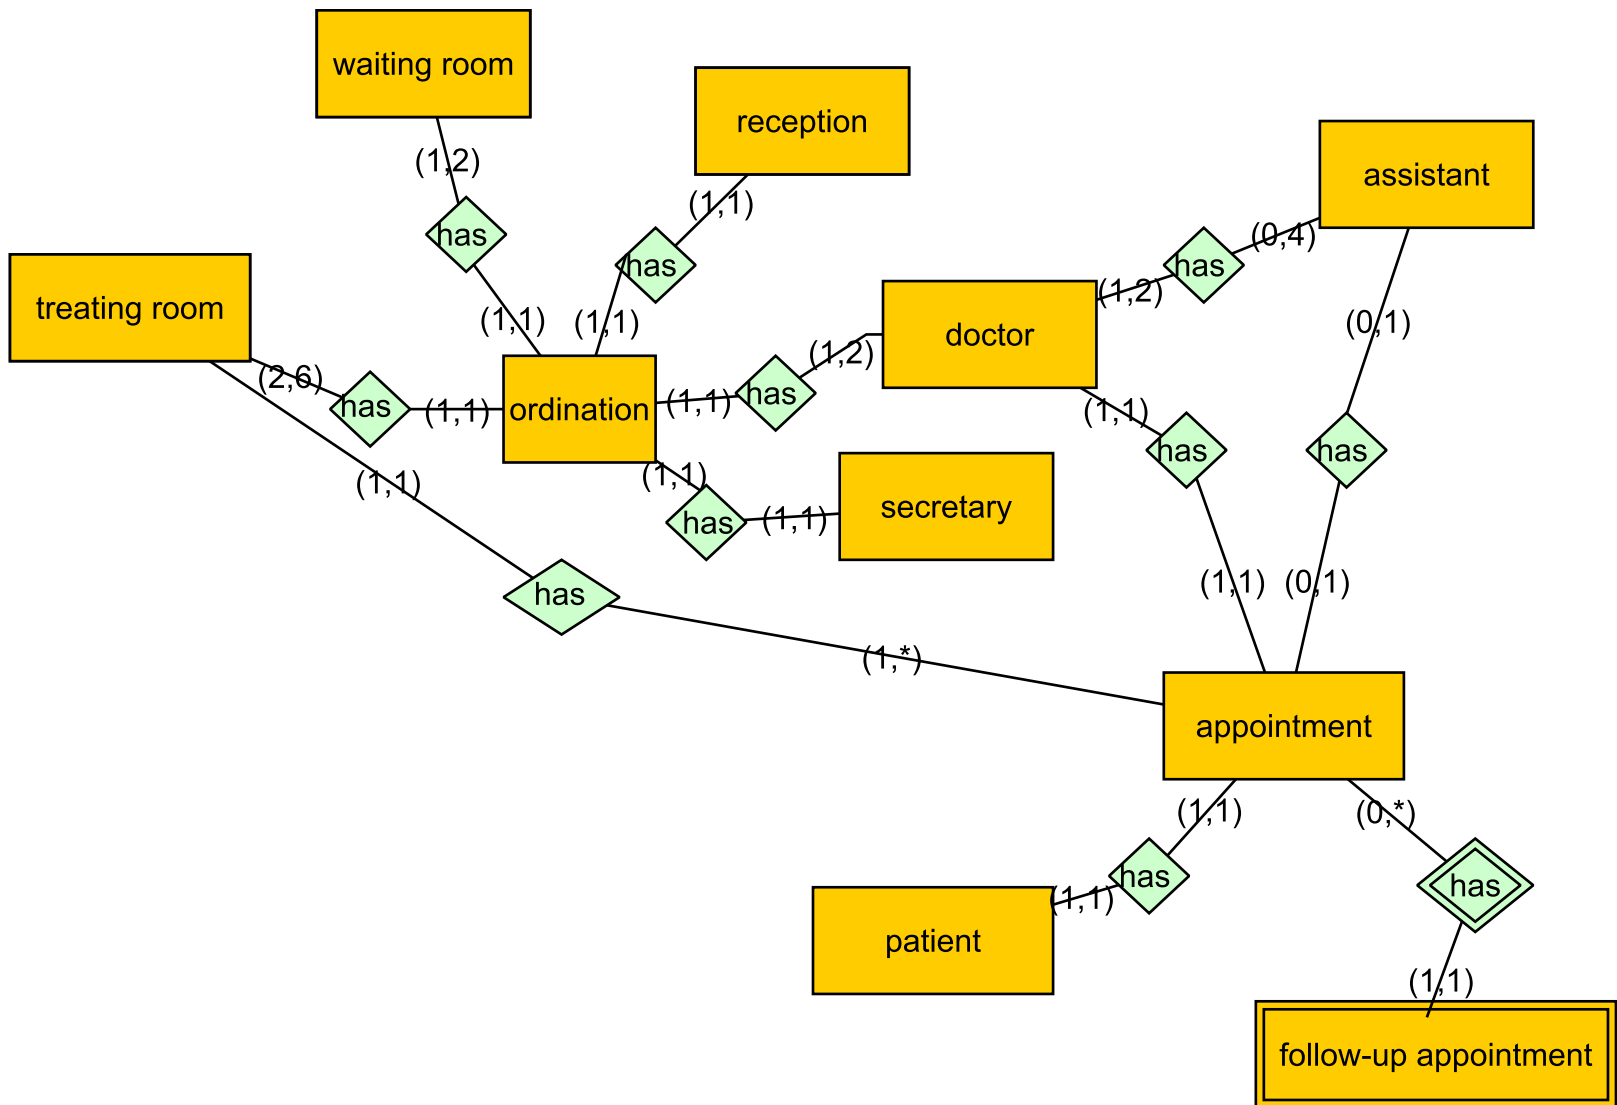 waiting room
reception
assistant
(1,2)
(1,1)
has
has
(0,4)
has
treating room
(1,2)
(1,1)
(1,1)
doctor
(0,1)
(1,2)
(2,6)
has
(1,1)
ordination
(1,1)
has
(1,1)
has
has
(1,1)
(1,1)
secretary
has
(1,1)
has
(1,1)
(0,1)
(1,*)
appointment
(1,1)
(0,*)
has
has
(1,1)
patient
(1,1)
follow-up appointment